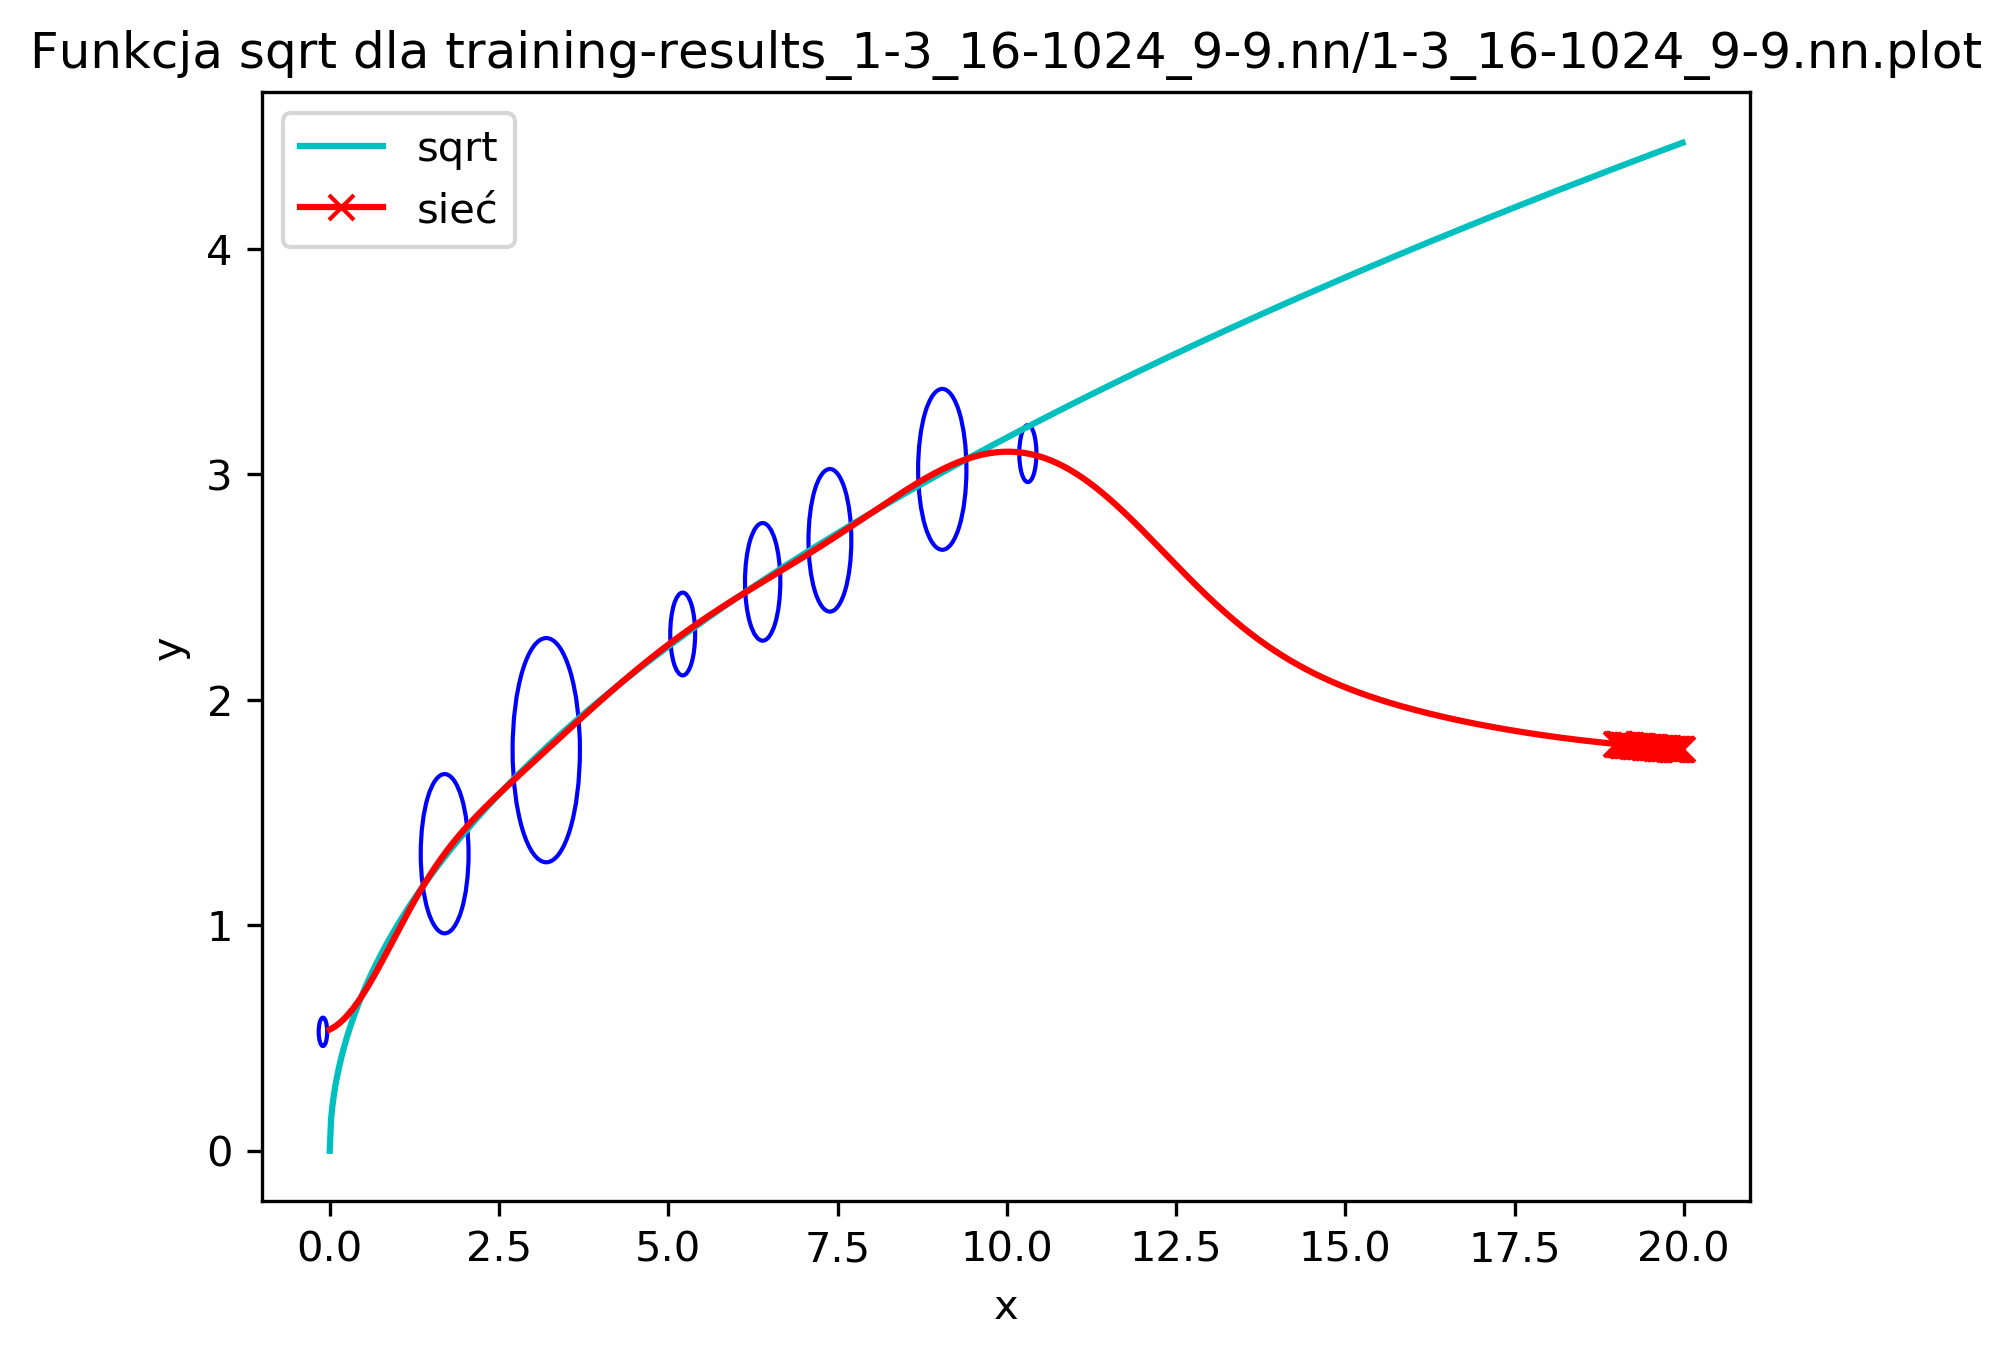 Funkcja sqrt dla training-results_1-3_16-1024_9-9.nn/1-3_16-1024_9-9.nn.plot
sqrt
sieć
4
3
2
1
0
y
0.0 2.5 5.0 7.5 10.0 12.5 15.0 17.5 20.0
x